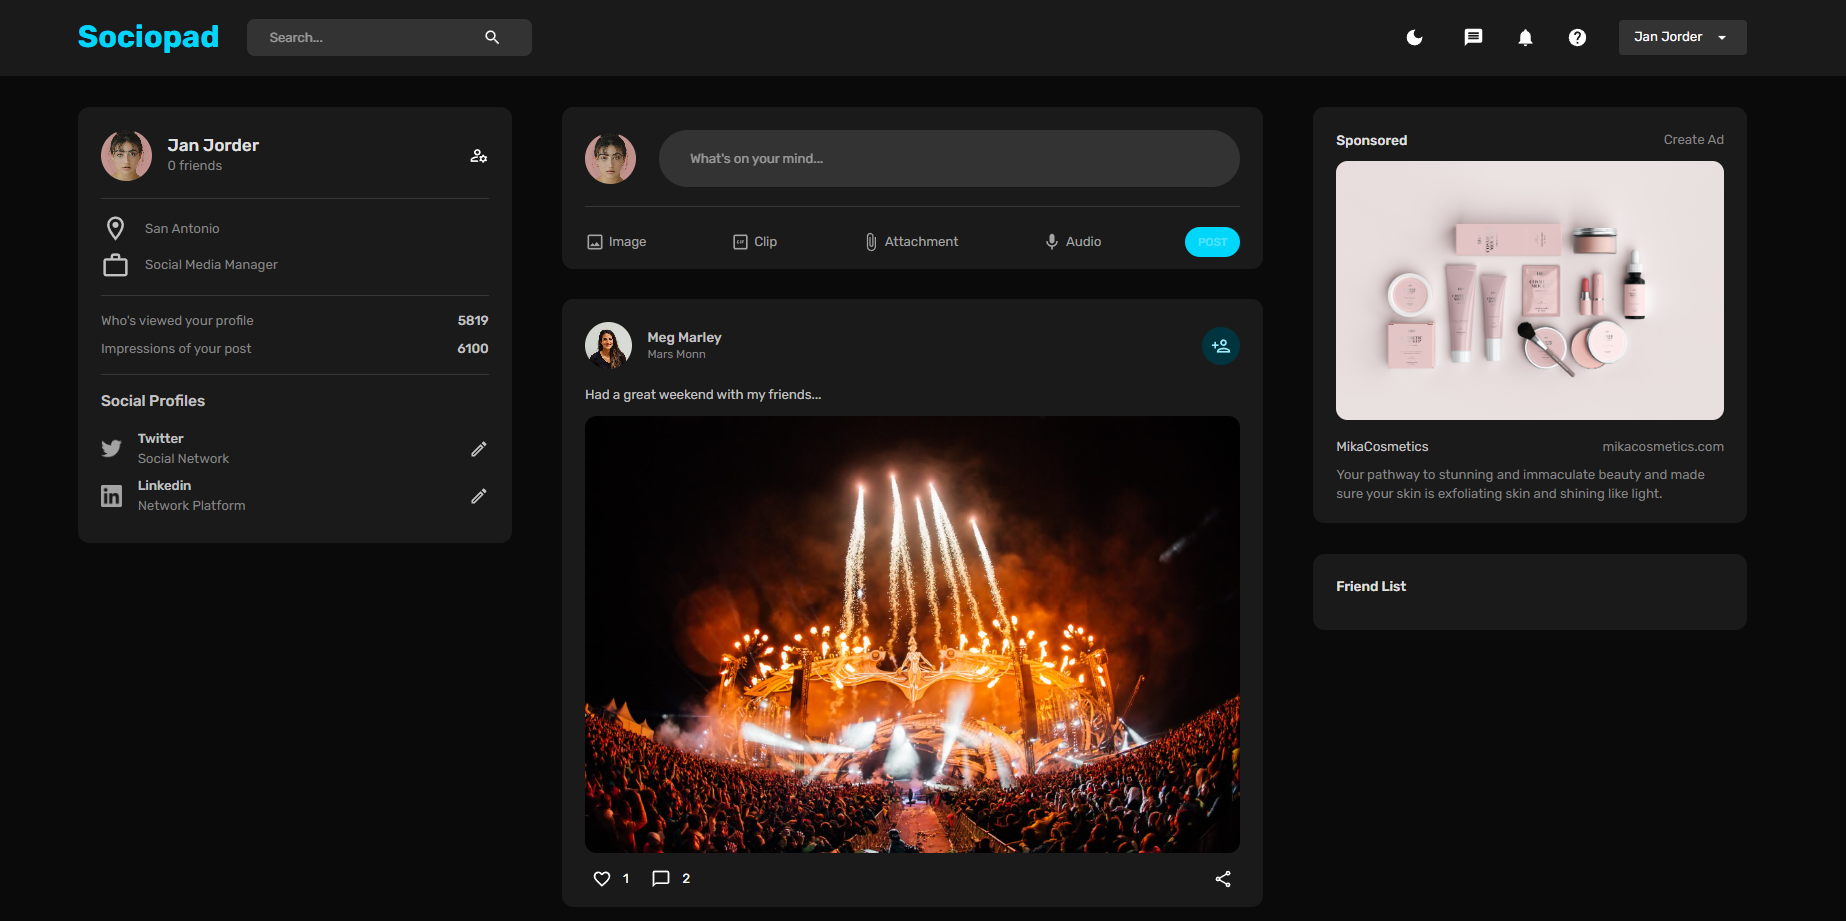 Sociopad
Search...
Jan Jorder
Jan Jorder
0 friends
San Antonio
Social Media Manager
Who's viewed your profile 5819
Impressions of your post 6100
Social Profiles
Twitter
Social Network
Linkedin
Network Platform
What's on your mind...
Image Clip Attachment Audio POST
Meg Marley
Mars Monn
Had a great weekend with my friends...
1 2
Sponsored Create Ad
MikaCosmetics mikacosmetics.com
Your pathway to stunning and immaculate beauty and made
sure your skin is exfoliating skin and shining like light.
Friend List